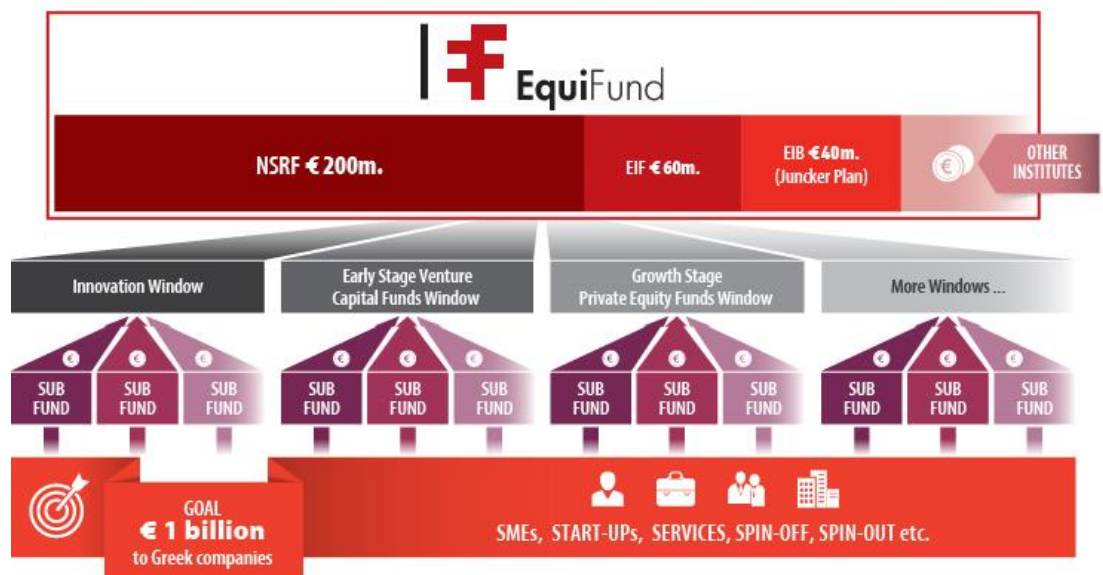 EquiFund
NSRF € 200m.
EIF € 60m.
EIB €40m.
(Juncker Plan)
€
OTHER
INSTITUTES
Innovation Window
Early Stage Venture
Capital Funds Window
Growth Stage
Private Equity Funds Window
More Windows ...
€ € € € € € € € € € € €
SUB SUB SUB SUB SUB SUB SUB SUB SUB SUB SUB SUB
FUND FUND FUND FUND FUND FUND FUND FUND FUND FUND FUND FUND
GOAL
€ 1 billion
to Greek companies
SMEs, START-UPs, SERVICES, SPIN-OFF, SPIN-OUT etc.